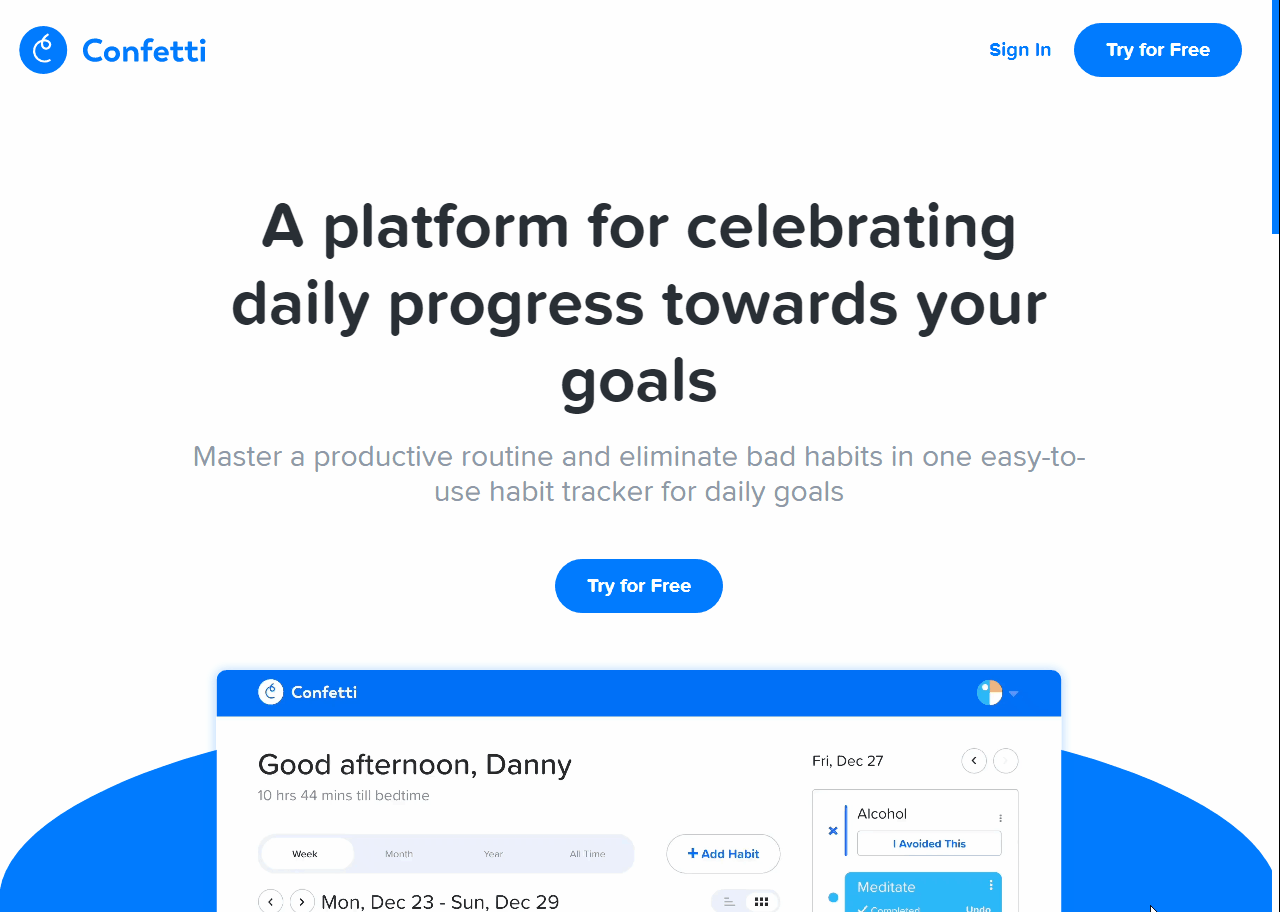 Confetti
Sign In
Try for Free
A platform for celebrating
daily progress towards your
goals
Master a productive routine and eliminate bad habits in one easy-to-
use habit tracker for daily goals
Try for Free
Confetti
Good afternoon, Danny
10 hrs 44 mins till bedtime
Week
Month
Year
All Time
+ Add Habit
Mon, Dec 23 - Sun, Dec 29
Fri, Dec 27
Alcohol
I Avoided This
Meditate
Completed
Undo